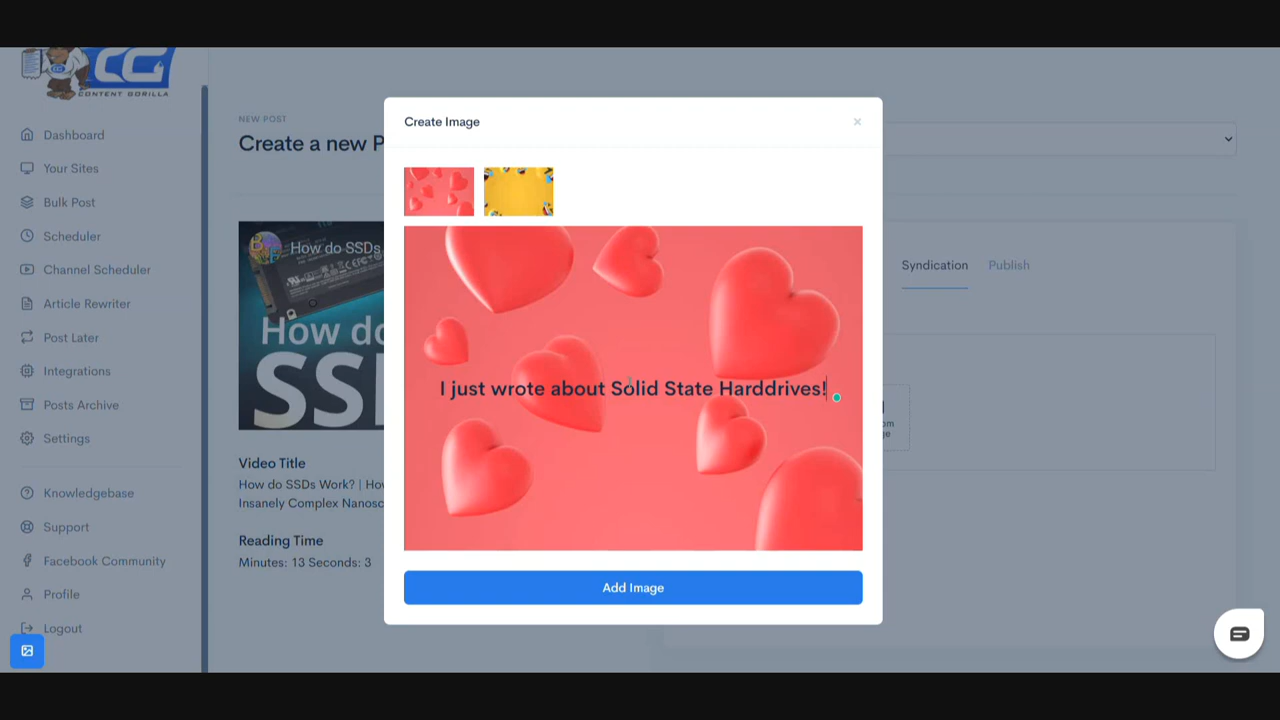 CG
CONTENT GORILLA
Dashboard
Your Sites
Bulk Post
Scheduler
Channel Scheduler
Article Rewriter
Post Later
Integrations
Posts Archive
Settings
Knowledgebase
Support
Facebook Community
Profile
Logout
NEW POST
Create a new P
How do SSDs
How do
SS
Video Title
How do SSDs Work? | How
Insanely Complex Nanosc
Reading Time
Minutes: 13 Seconds: 3
Create Image
×
I just wrote about Solid State Harddrives!
Add Image
Syndication
Publish